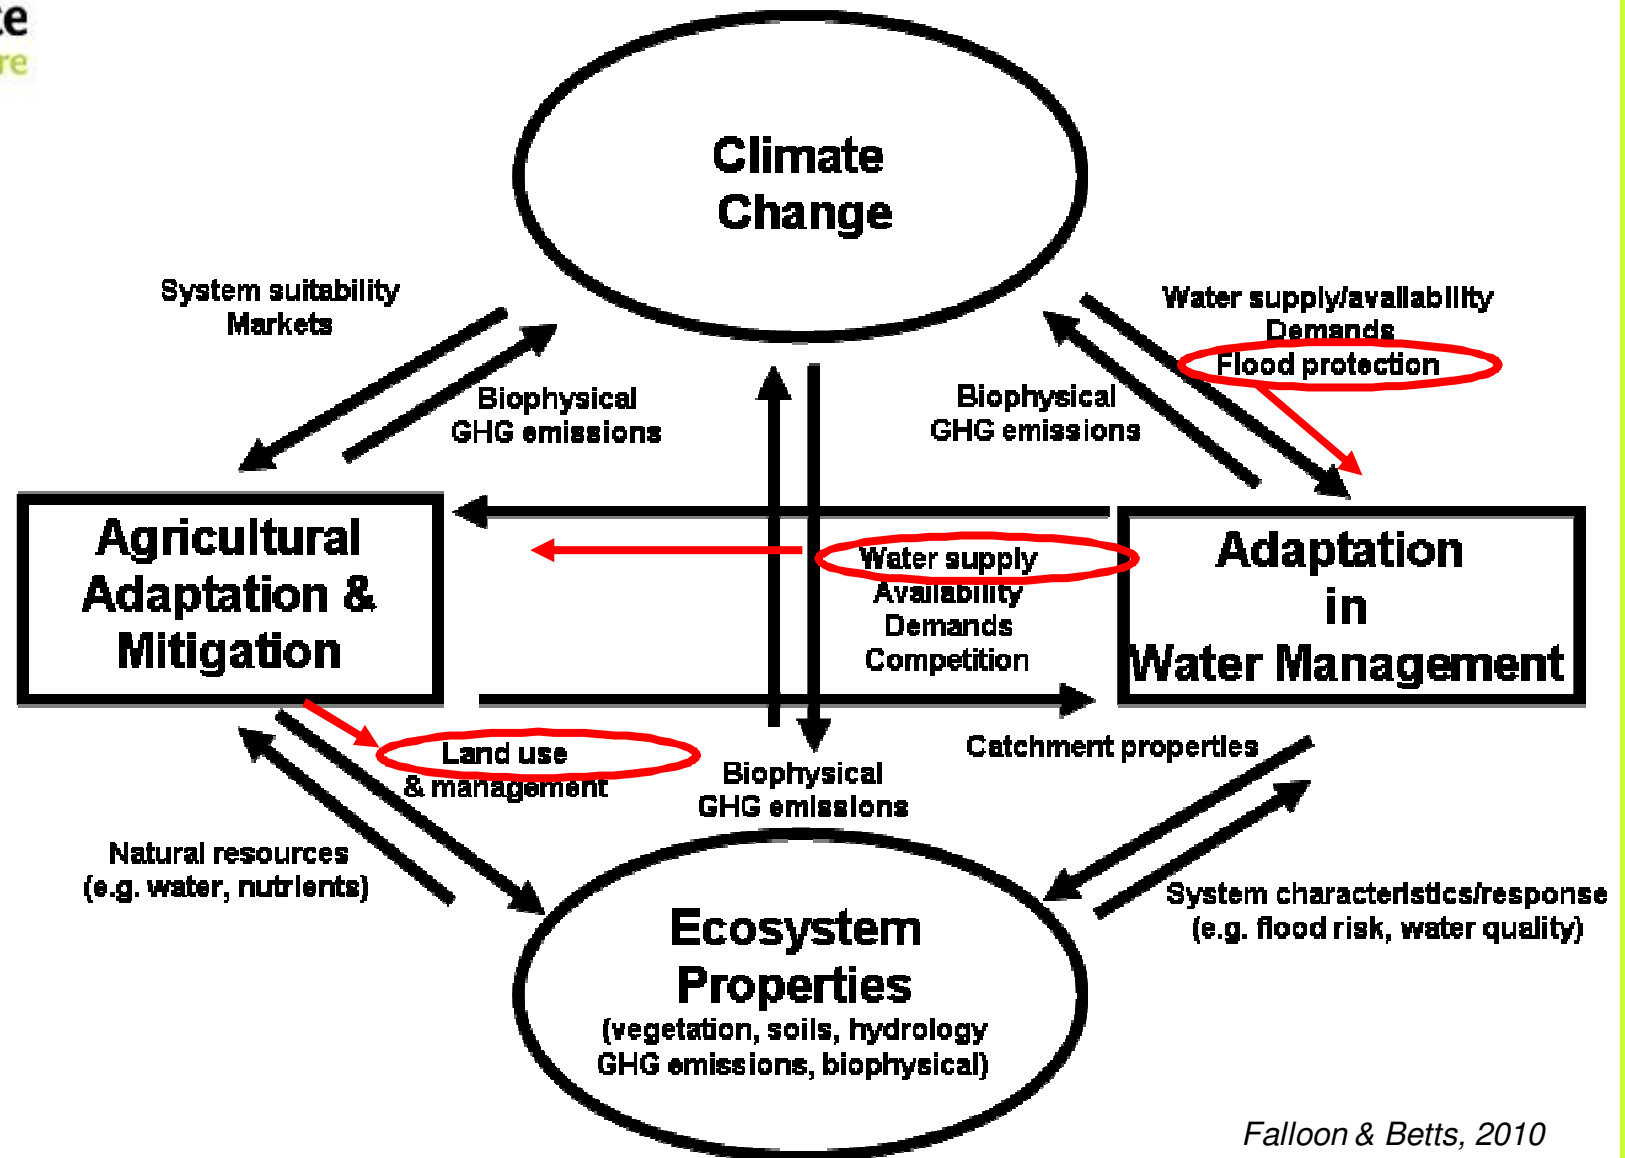 Climate
Change
System suitability
Markets
Water supply/availability
Demands
Flood protection
Biophysical
GHG emissions
Biophysical
GHG emissions
Agricultural
Adaptation &
Mitigation
Water supply
Availability
Demands
Competition
Adaptation
in
Water Management
Land use
& management
Catchment properties
Biophysical
GHG emissions
Natural resources
(e.g. water, nutrients)
System characteristics/response
(e.g. flood risk, water quality)
Ecosystem
Properties
(vegetation, soils, hydrology
GHG emissions, biophysical)
Falloon & Betts, 2010